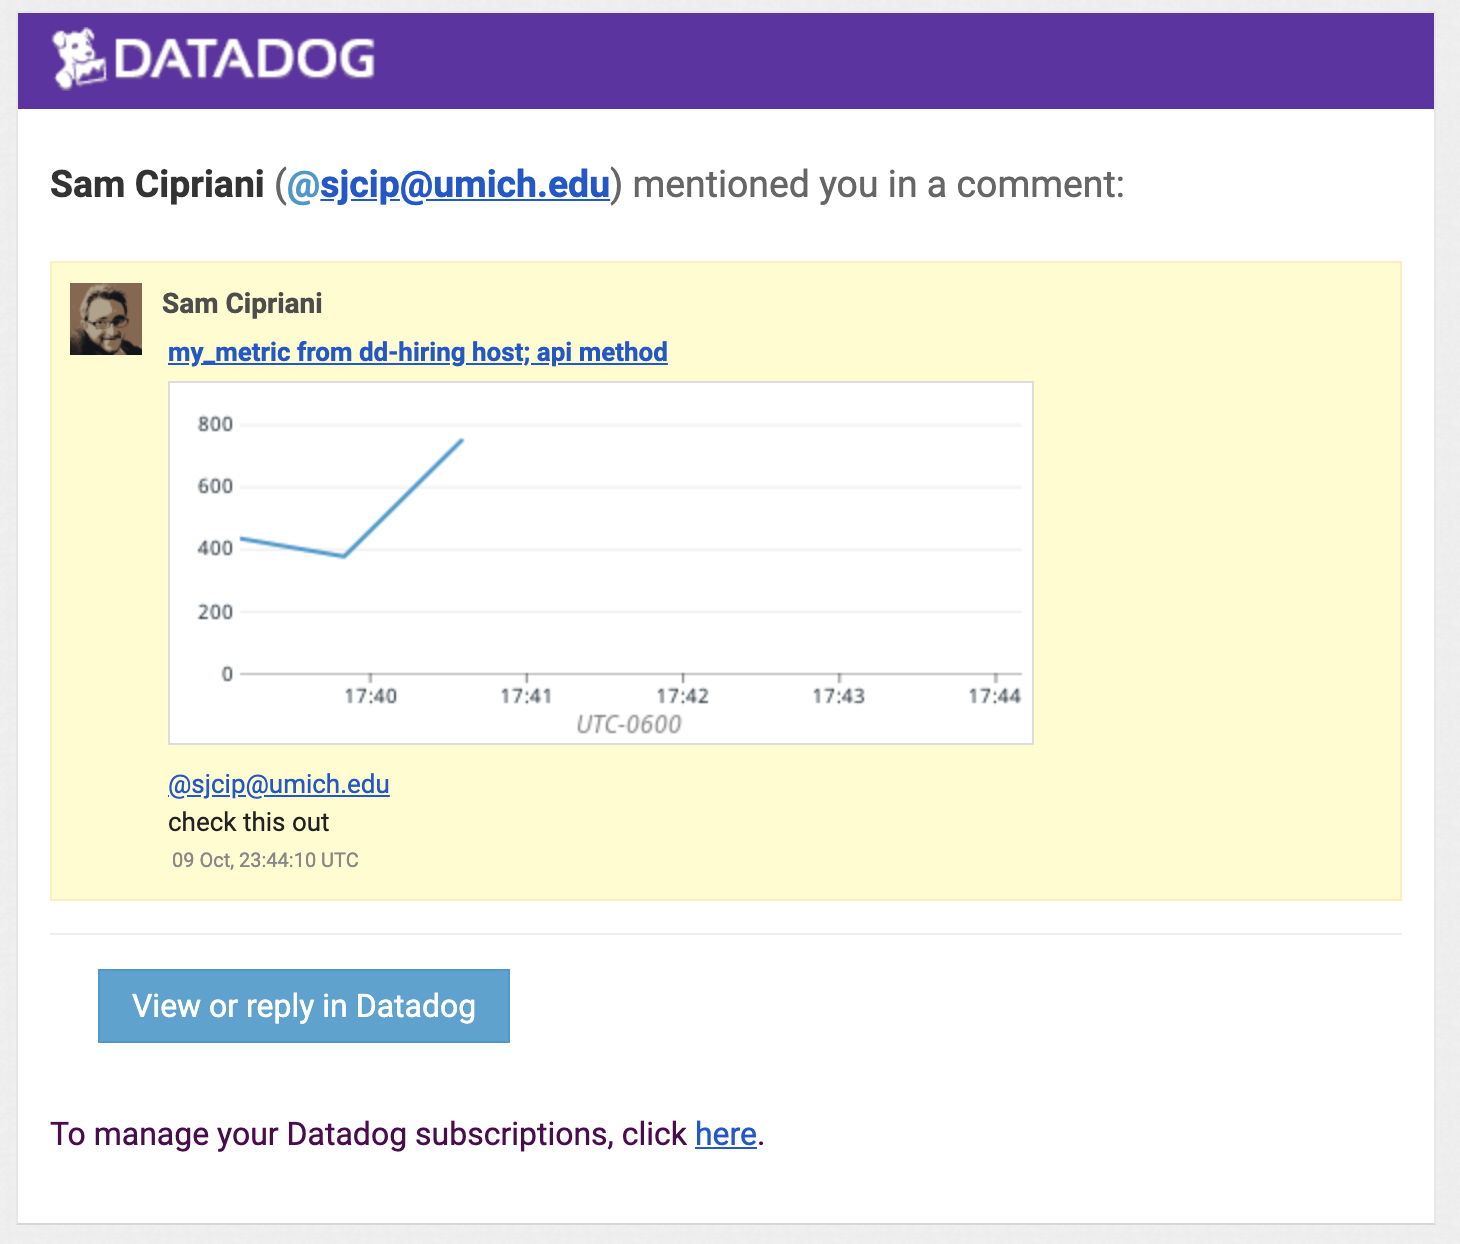 DATADOG
Sam Cipriani (@sjcip@umich.edu) mentioned you in a comment:
Sam Cipriani
my_metric from dd-hiring host; api method
800
600
400
200
0
17:40 17:41 17:42 17:43 17:44
UTC-0600
@sjcip@umich.edu
check this out
09 Oct, 23:44:10 UTC
View or reply in Datadog
To manage your Datadog subscriptions, click here.